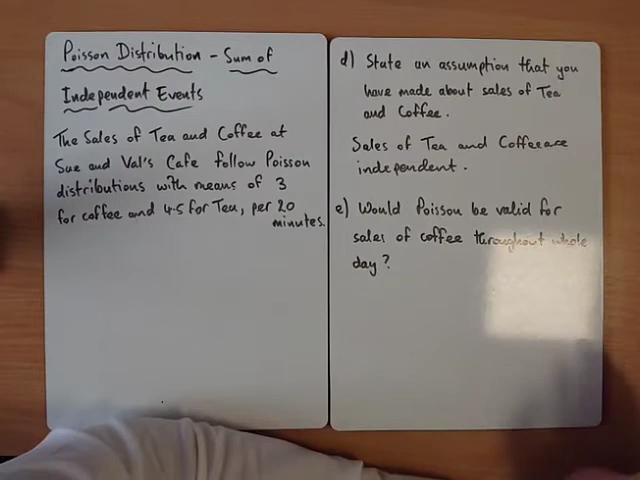 Poisson Distribution - Sum of
Independent Events
The Sales of Tea and Coffee at
Sue and Val's Cafe follow Poisson
distributions with means of 3
for coffee and 4.5 for Tea, per 20
minutes.
d) State an assumption that you
have made about sales of Tea
and Coffee.
Sales of Tea and Coffee are
independent.
e) Would Poisson be valid for
sales of coffee throughout whole
day?